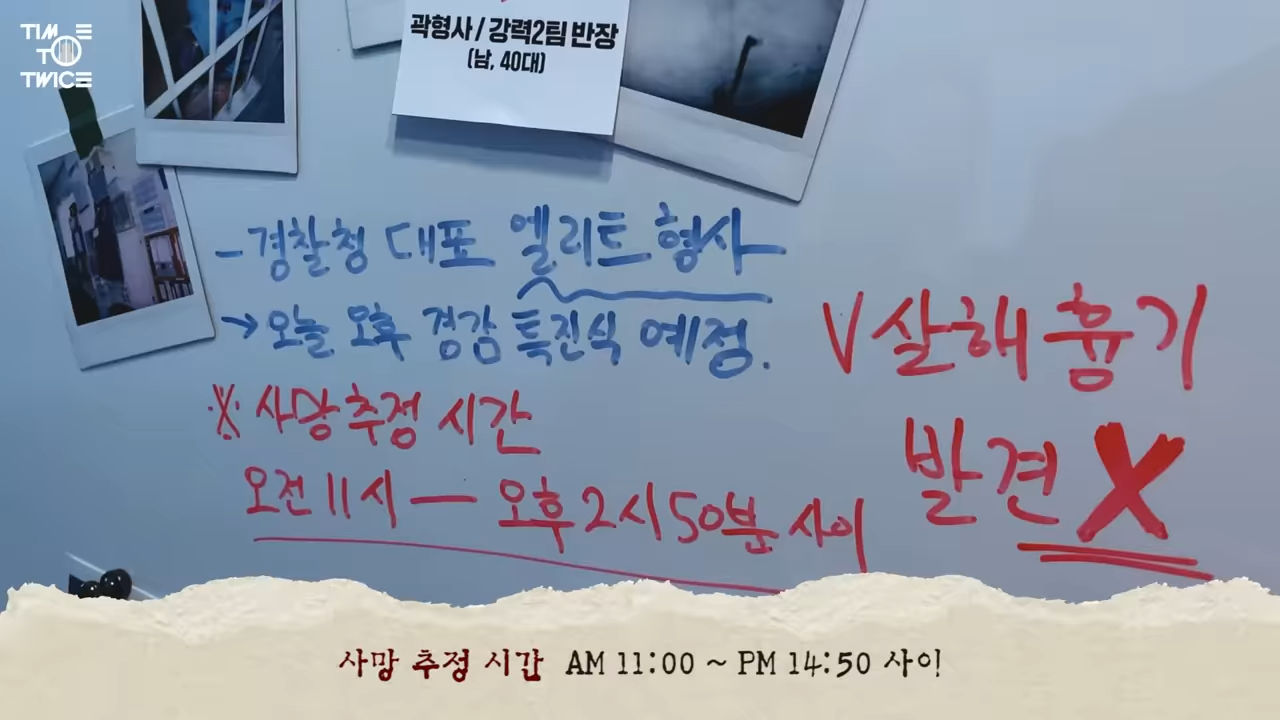 TIME
TO
TWICE
곽형사 / 강력2팀 반장
(남, 40대)
- 경찰청 대포 엘리트 형사
→ 오늘 오후 경감 특진식 예정.
※ 사망추정 시간
오전 11시 — 오후 2시 50분 사이
V 살해 흉기
발견 X
사망 추정 시간 AM 11:00 ~ PM 14:50 사이